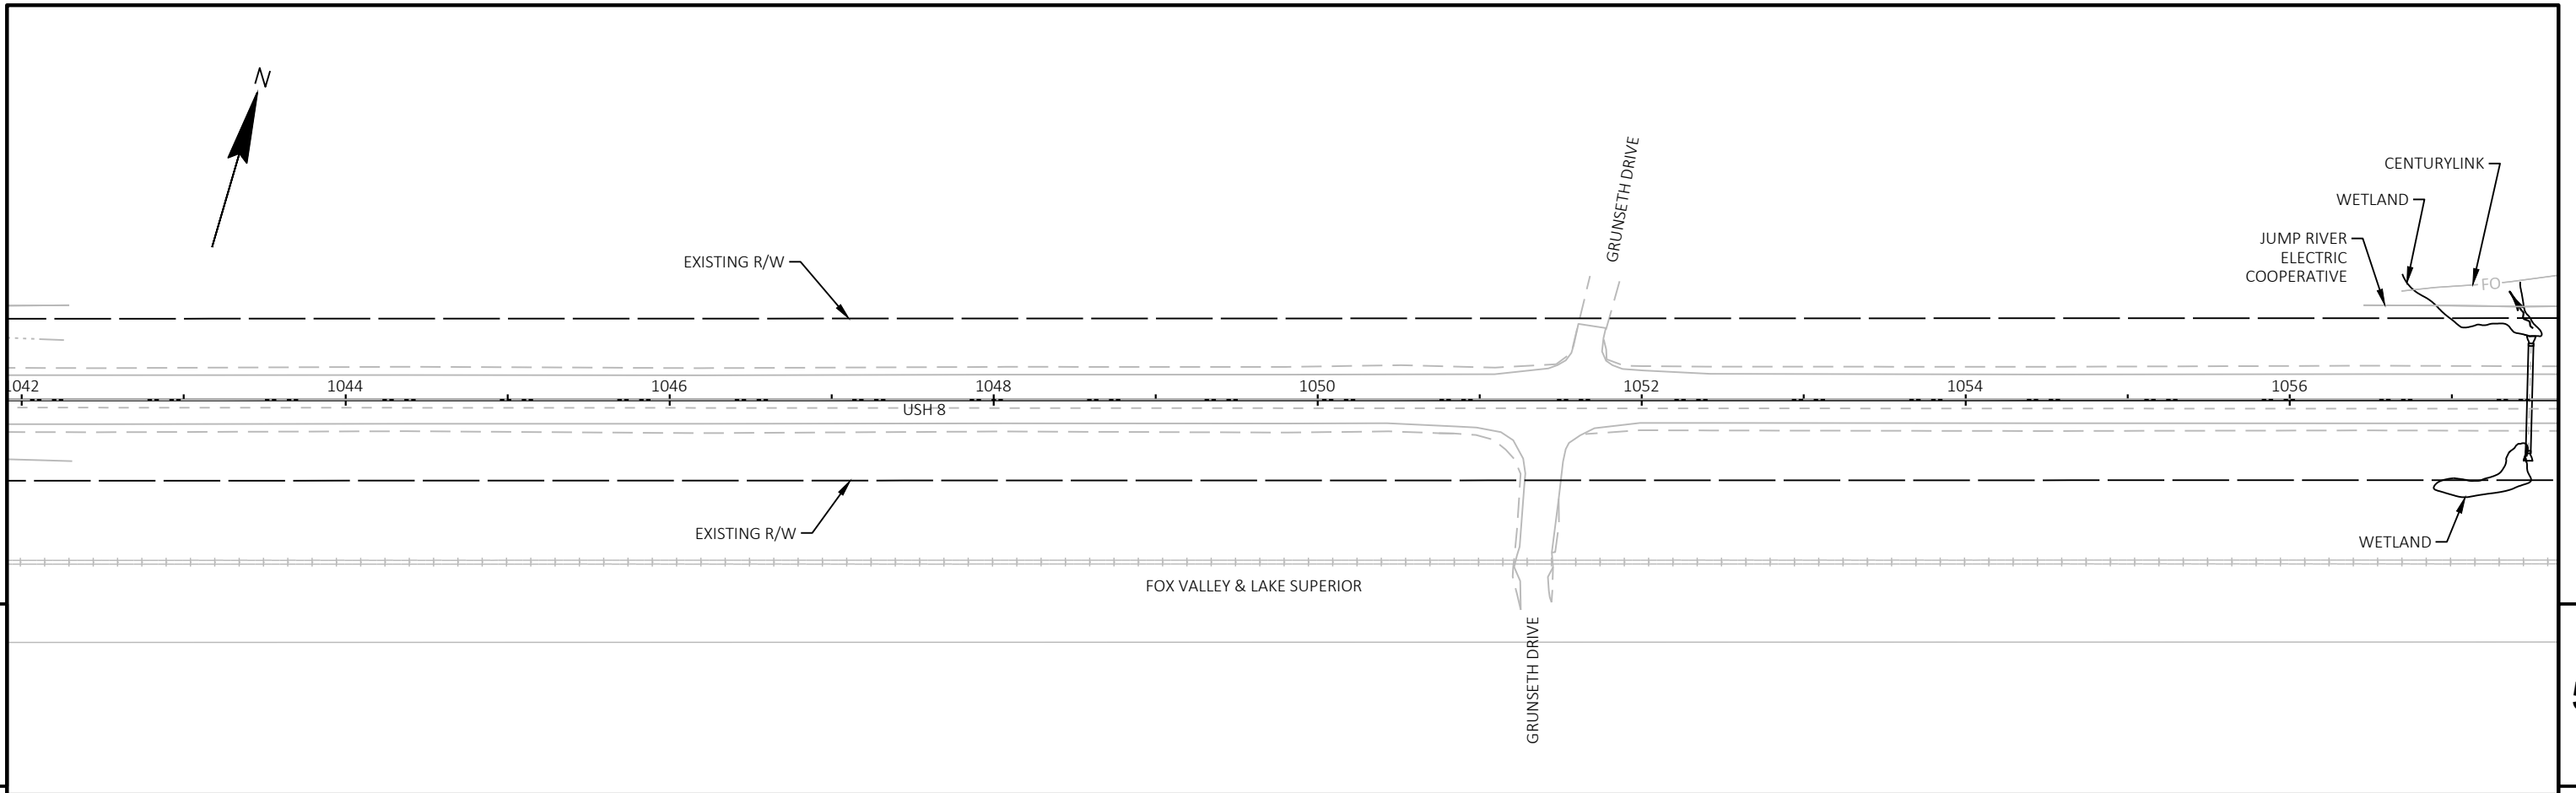 N
GRUNSETH DRIVE
CENTURYLINK
WETLAND
JUMP RIVER
ELECTRIC
COOPERATIVE
EXISTING R/W
FO
1042
1044
1046
1048
1050
1052
1054
1056
USH 8
EXISTING R/W
WETLAND
FOX VALLEY & LAKE SUPERIOR
GRUNSETH DRIVE